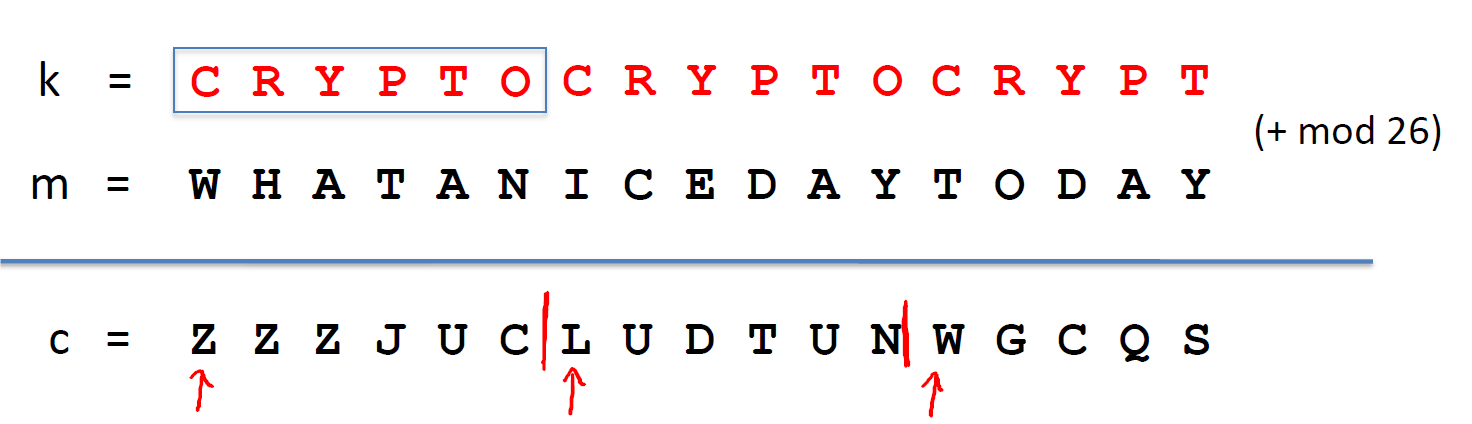 k = C R Y P T O C R Y P T O C R Y P T
(+ mod 26)
m = W H A T A N I C E D A Y T O D A Y
c = Z Z Z J U C L U D T U N W G C Q S